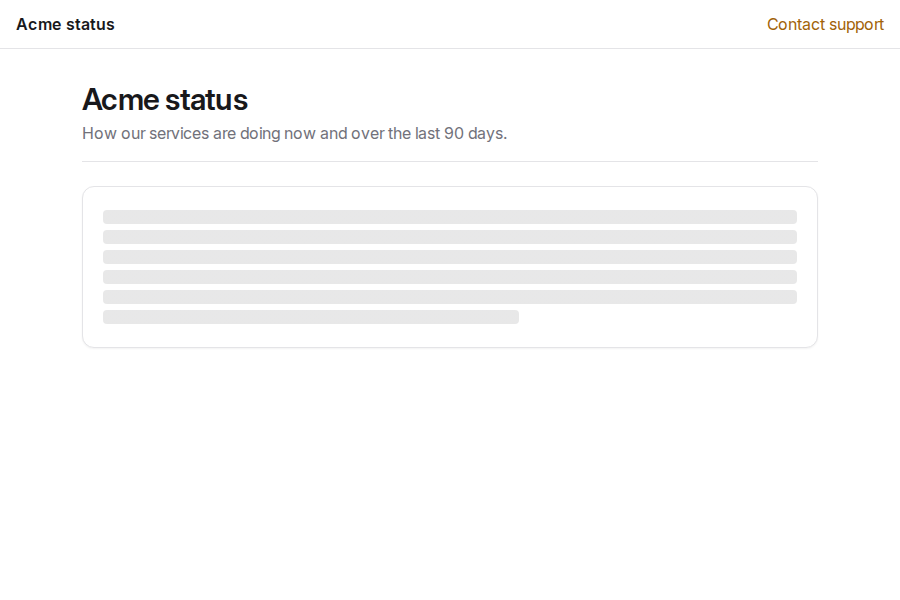 Acme status
Contact support
Acme status
How our services are doing now and over the last 90 days.